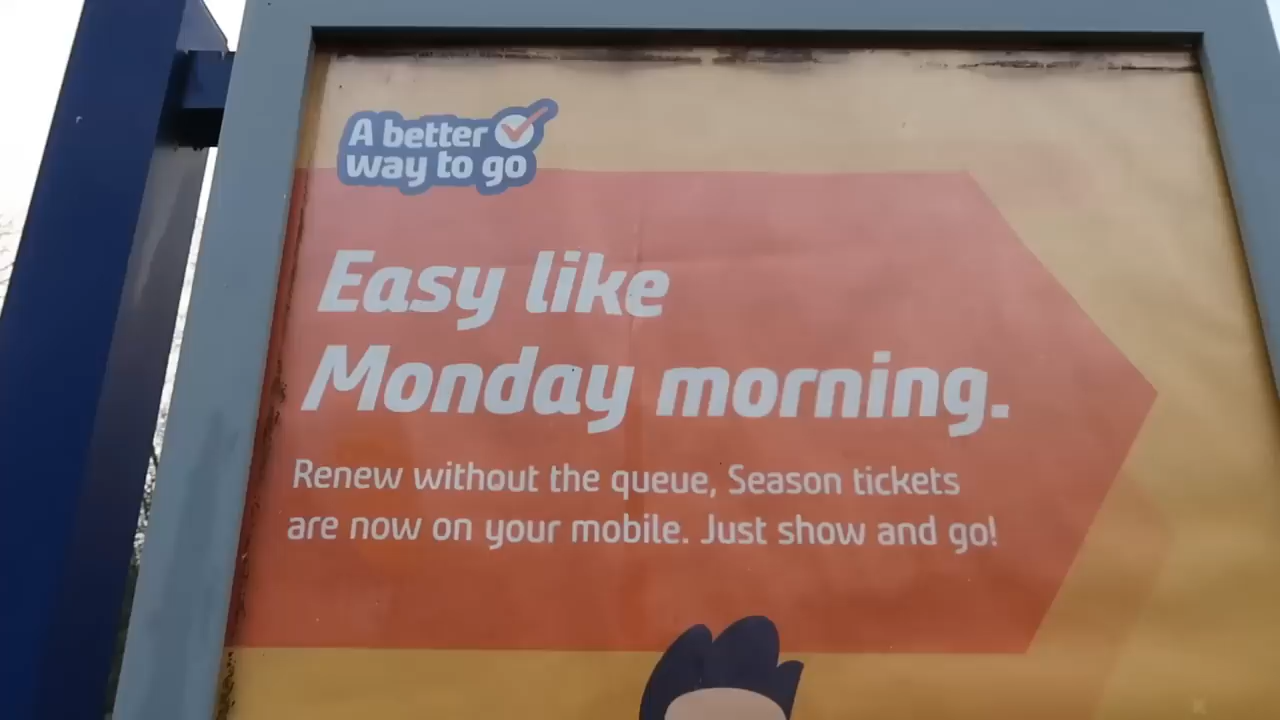 A better
way to go
Easy like
Monday morning.
Renew without the queue, Season tickets
are now on your mobile. Just show and go!